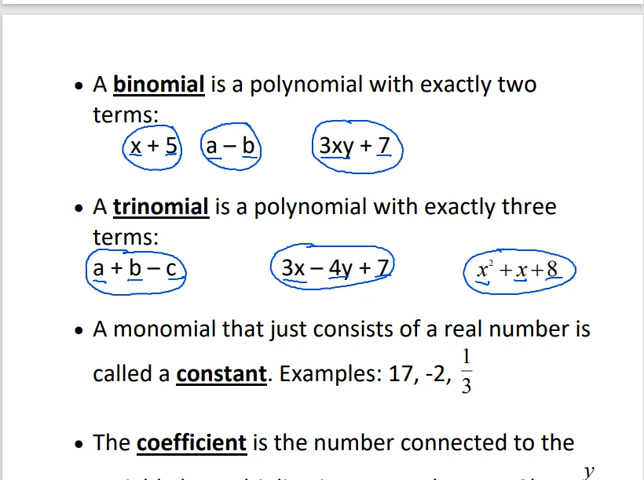 • A binomial is a polynomial with exactly two
terms:
x + 5 a – b 3xy + 7
• A trinomial is a polynomial with exactly three
terms:
a + b – c 3x – 4y + 7 x² + x + 8
• A monomial that just consists of a real number is
called a constant. Examples: 17, -2, 1/3
• The coefficient is the number connected to the
y